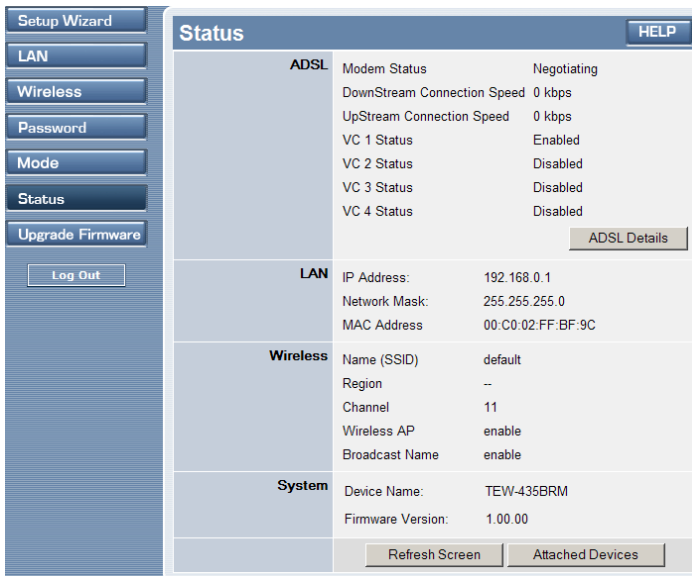 Setup Wizard
LAN
Wireless
Password
Mode
Status
Upgrade Firmware
Log Out
Status HELP
ADSL Modem Status Negotiating
DownStream Connection Speed 0 kbps
UpStream Connection Speed 0 kbps
VC 1 Status Enabled
VC 2 Status Disabled
VC 3 Status Disabled
VC 4 Status Disabled
ADSL Details
LAN IP Address: 192.168.0.1
Network Mask: 255.255.255.0
MAC Address 00:C0:02:FF:BF:9C
Wireless Name (SSID) default
Region --
Channel 11
Wireless AP enable
Broadcast Name enable
System Device Name: TEW-435BRM
Firmware Version: 1.00.00
Refresh Screen Attached Devices